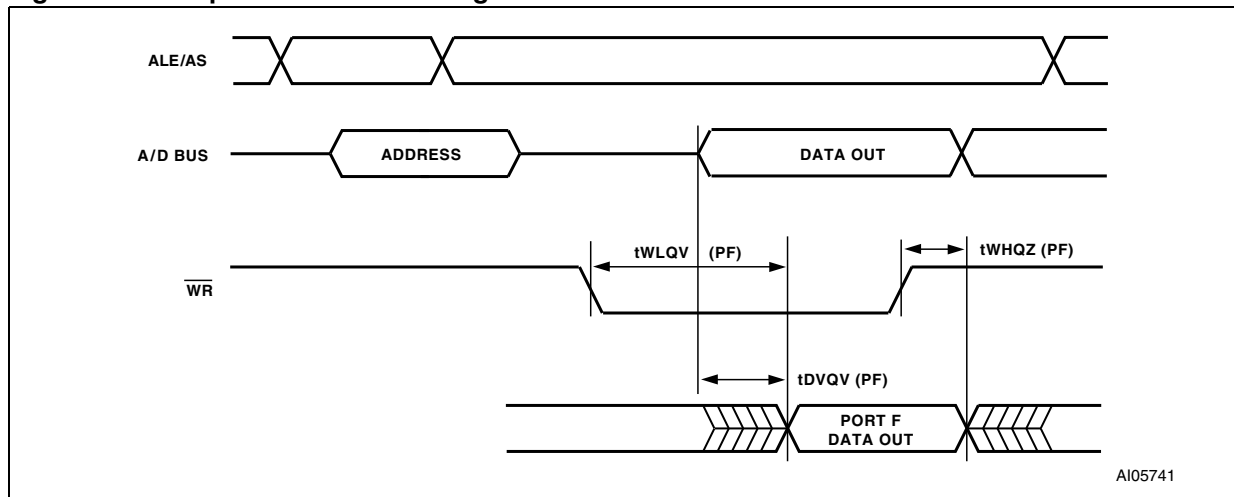 ALE/AS
A/D BUS
ADDRESS
DATA OUT
tWLQV (PF)
tWHQZ (PF)
WR
tDVQV (PF)
PORT F
DATA OUT
AI05741